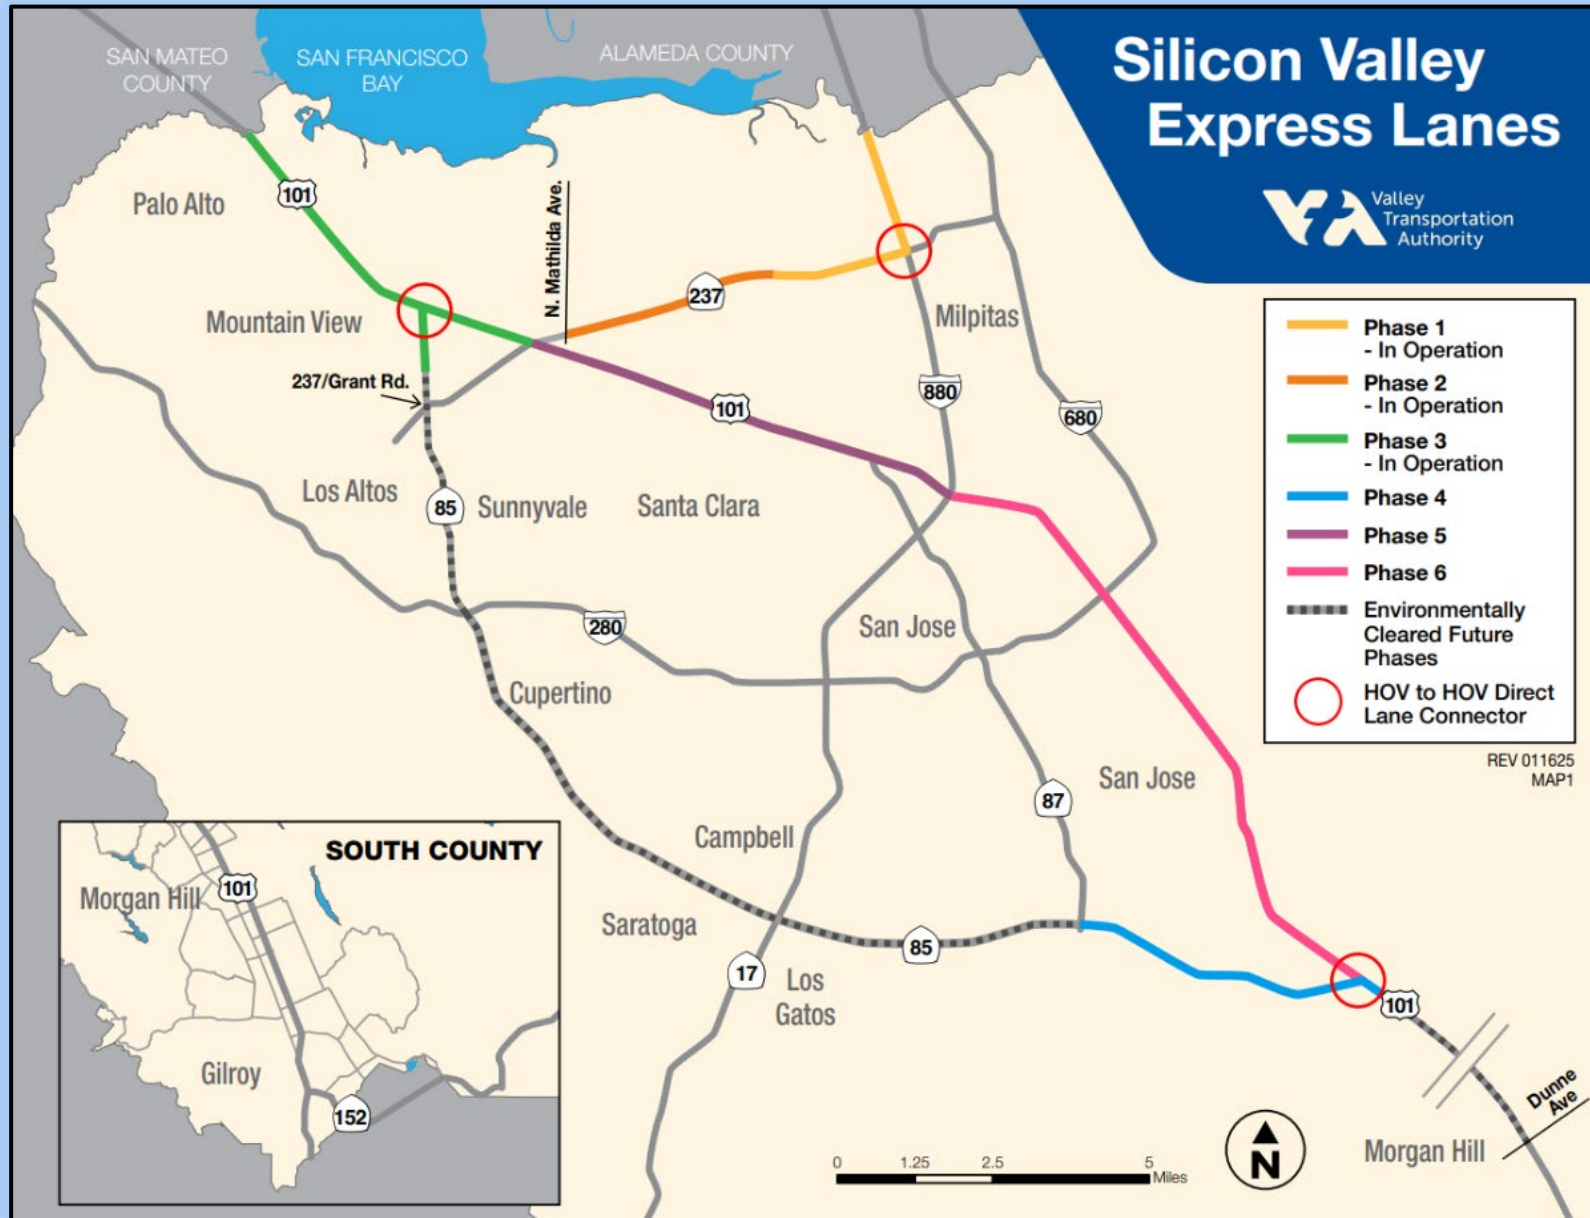 SAN MATEO
COUNTY
SAN FRANCISCO
BAY
ALAMEDA COUNTY
Silicon Valley
Express Lanes
VTA
Valley
Transportation
Authority
Palo Alto
101
N. Mathilda Ave.
237
Mountain View
Milpitas
237/Grant Rd.
101
880
680
Los Altos
85
Sunnyvale
Santa Clara
280
San Jose
Cupertino
87
San Jose
Campbell
Saratoga
85
17
Los
Gatos
101
Dunne
Ave
Morgan Hill
Phase 1
- In Operation
Phase 2
- In Operation
Phase 3
- In Operation
Phase 4
Phase 5
Phase 6
Environmentally
Cleared Future
Phases
HOV to HOV Direct
Lane Connector
REV 011625
MAP1
SOUTH COUNTY
Morgan Hill
101
Gilroy
152
0 1.25 2.5 5
Miles
N